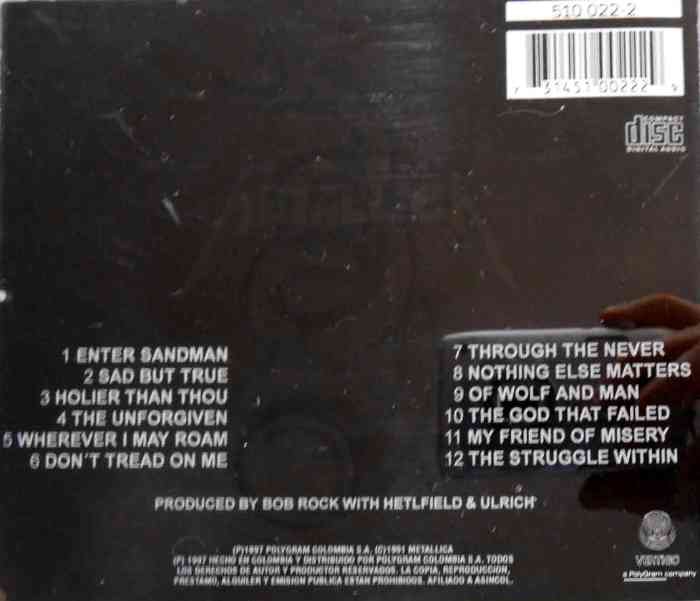 510 022-2
7 31451 00222 9
COMPACT
disc
DIGITAL AUDIO
METALLICA
1 ENTER SANDMAN
2 SAD BUT TRUE
3 HOLIER THAN THOU
4 THE UNFORGIVEN
5 WHEREVER I MAY ROAM
6 DON´T TREAD ON ME
7 THROUGH THE NEVER
8 NOTHING ELSE MATTERS
9 OF WOLF AND MAN
10 THE GOD THAT FAILED
11 MY FRIEND OF MISERY
12 THE STRUGGLE WITHIN
PRODUCED BY BOB ROCK WITH HETLFIELD & ULRICH
(P)1997 POLYGRAM COLOMBIA S.A. (C)1991 METALLICA
(P) 1997 HECHO EN COLOMBIA Y DISTRIBUIDO POR POLYGRAM COLOMBIA S.A. TODOS
LOS DERECHOS DE AUTOR Y PRODUCTOR RESERVADOS. LA COPIA, REPRODUCCION,
PRESTAMO, ALQUILER Y EMISION PUBLICA ESTAN PROHIBIDOS. AFILIADO A ASINCOL.
VERTIGO
a PolyGram company